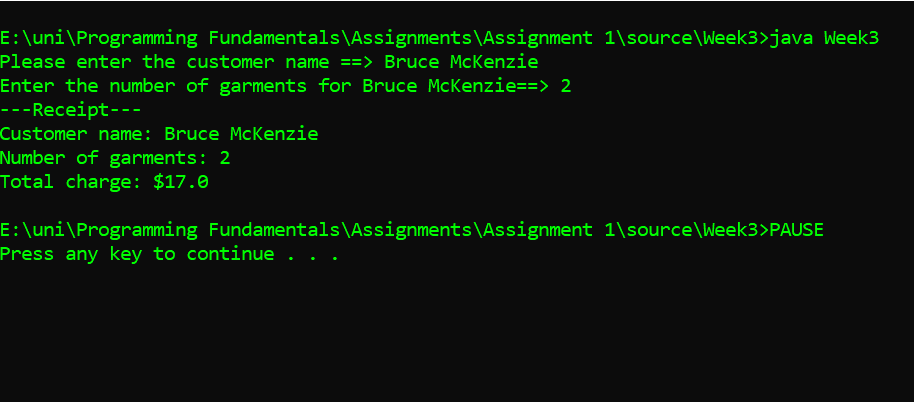 E:\uni\Programming Fundamentals\Assignments\Assignment 1\source\Week3>java Week3
Please enter the customer name ==> Bruce McKenzie
Enter the number of garments for Bruce McKenzie==> 2
---Receipt---
Customer name: Bruce McKenzie
Number of garments: 2
Total charge: $17.0
E:\uni\Programming Fundamentals\Assignments\Assignment 1\source\Week3>PAUSE
Press any key to continue . . .